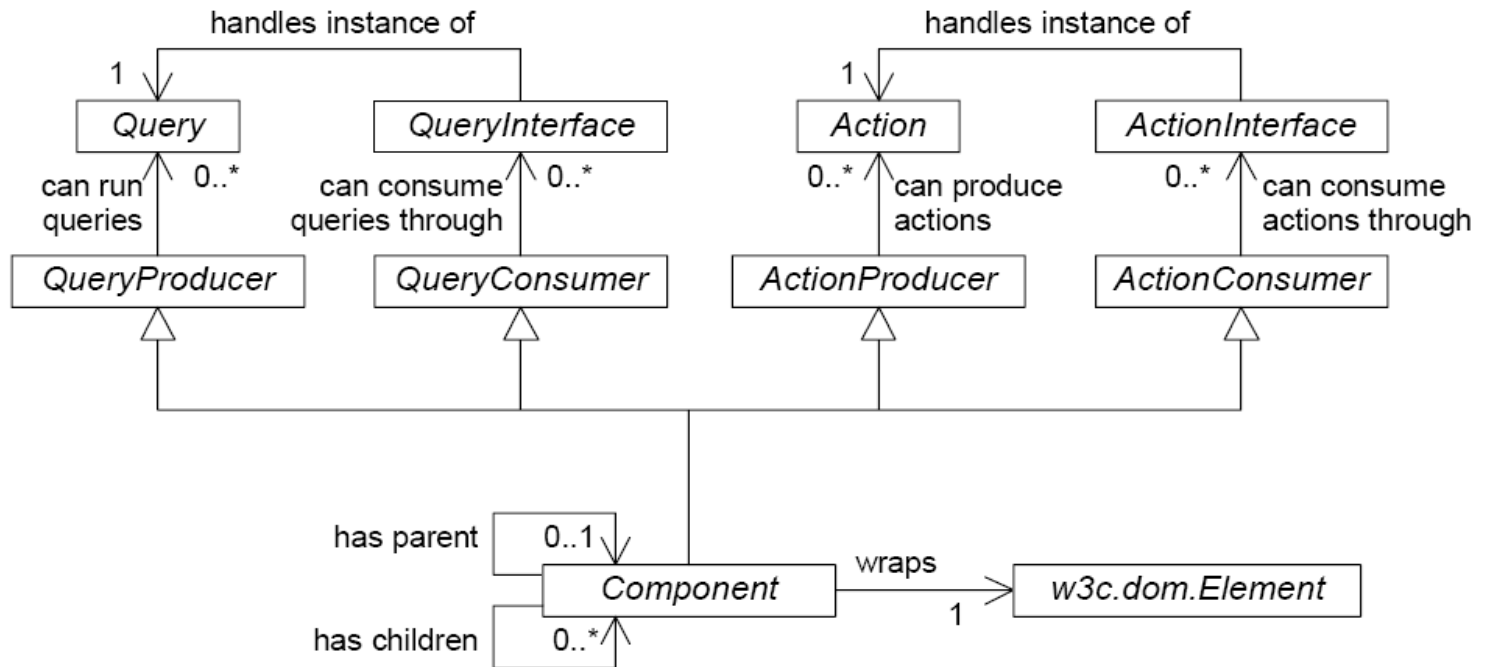 handles instance of
handles instance of
1
1
Query
QueryInterface
Action
ActionInterface
can run
queries
0..*
can consume
queries through
0..*
0..*
can produce
actions
0..*
can consume
actions through
QueryProducer
QueryConsumer
ActionProducer
ActionConsumer
has parent
0..1
Component
wraps
1
w3c.dom.Element
has children
0..*